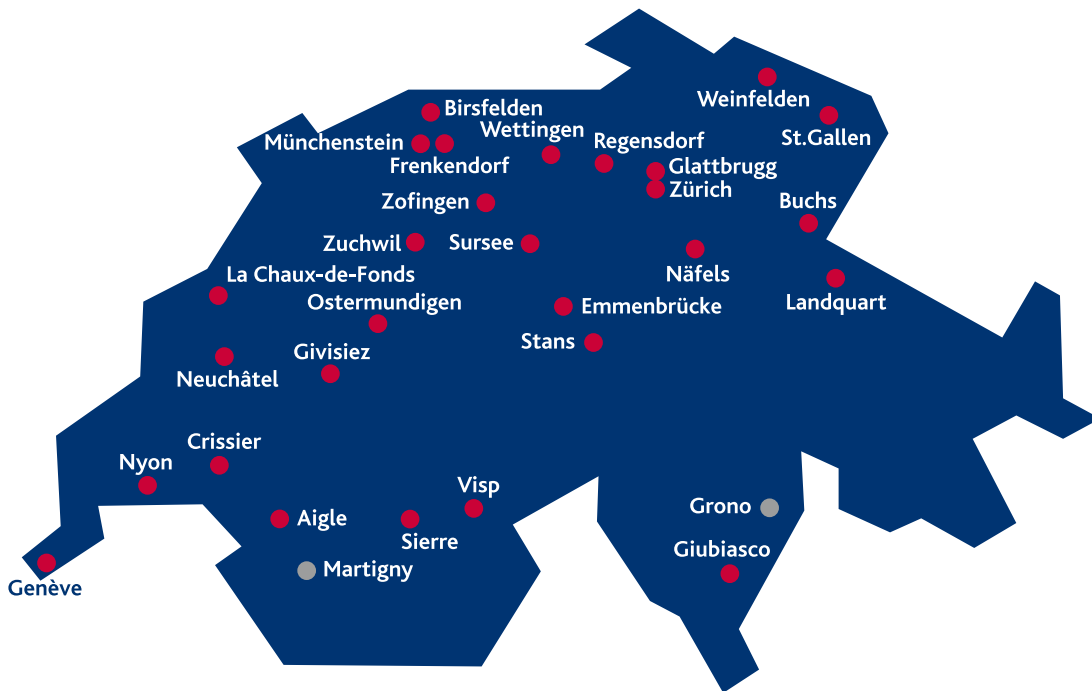 Weinfelden
Birsfelden
St.Gallen
Wettingen
Münchenstein
Regensdorf
Frenkendorf
Glattbrugg
Zürich
Zofingen
Buchs
Zuchwil
Sursee
Näfels
La Chaux-de-Fonds
Landquart
Ostermundigen
Emmenbrücke
Stans
Givisiez
Neuchâtel
Crissier
Nyon
Visp
Grono
Aigle
Sierre
Giubiasco
Martigny
Genève